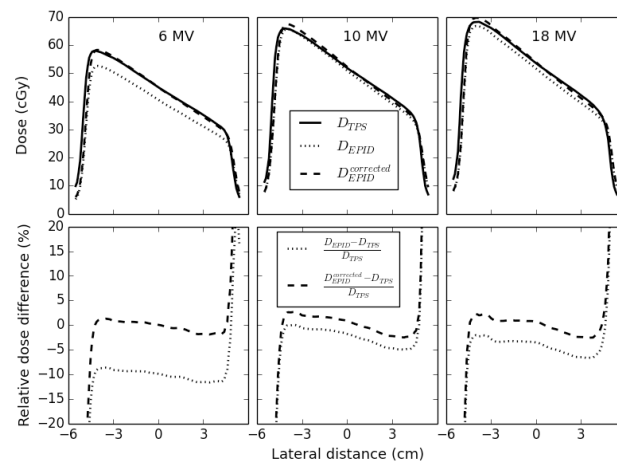 6 MV
10 MV
18 MV
70
60
50
40
30
20
10
0
Dose (cGy)
D_TPS
D_EPID
D_EPID^corrected
20
15
10
5
0
−5
−10
−15
−20
Relative dose difference (%)
D_EPID−D_TPS / D_TPS
D_EPID^corrected−D_TPS / D_TPS
−6 −3 0 3 −6 −3 0 3 −6 −3 0 3
Lateral distance (cm)